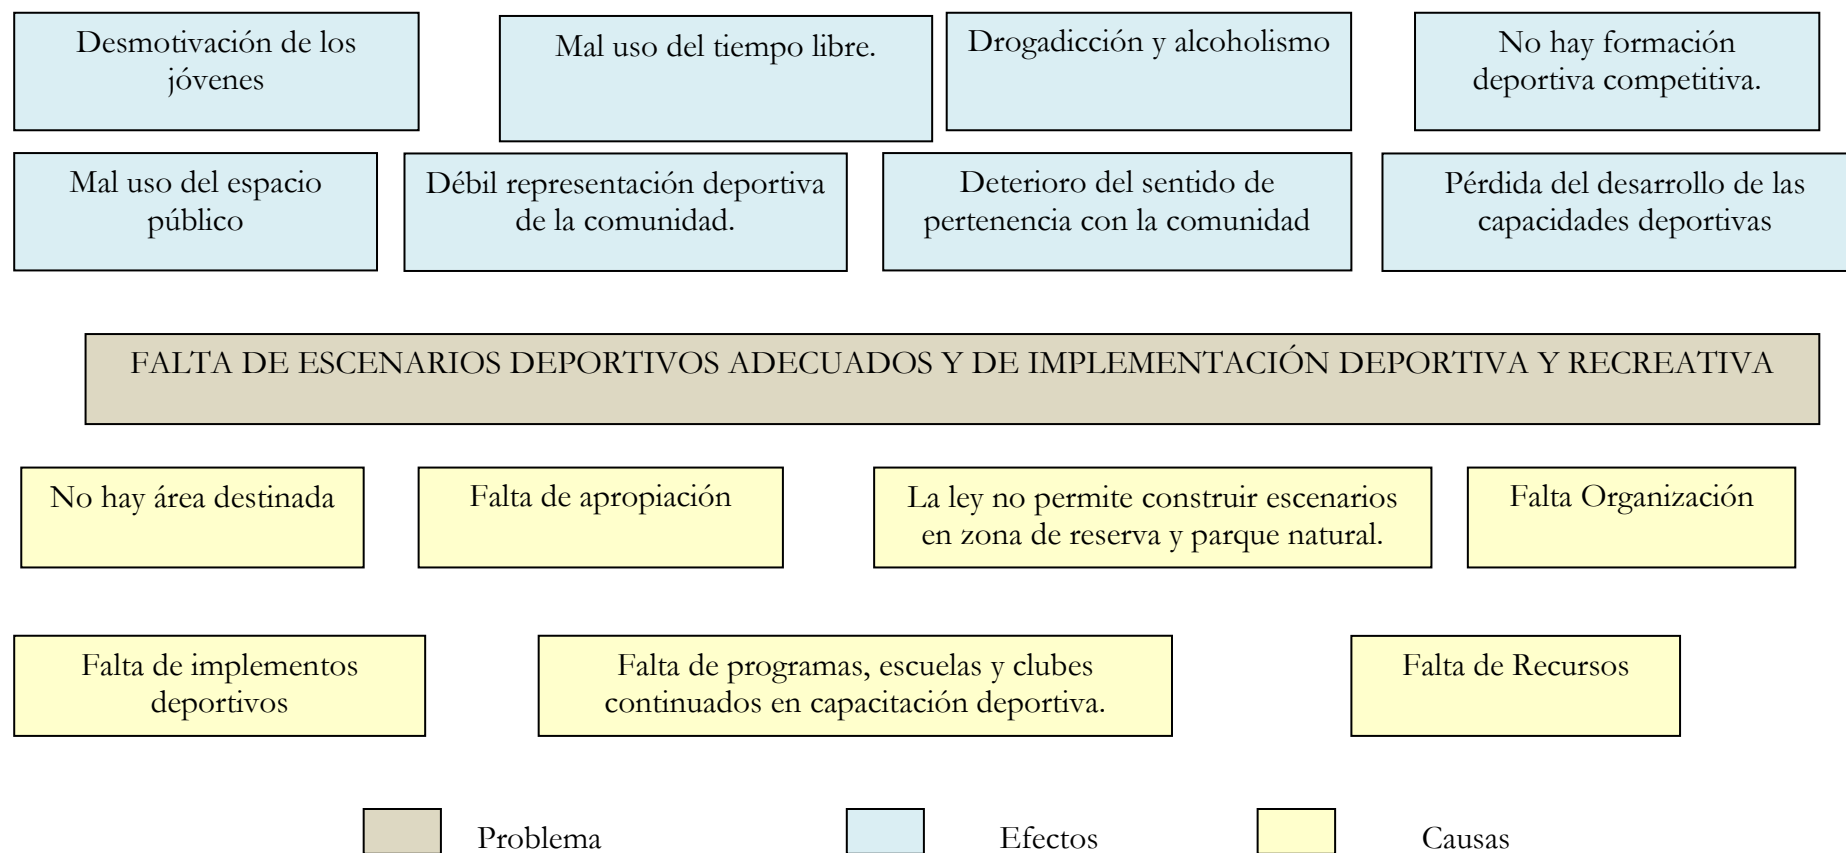 Desmotivación de los
jóvenes
Mal uso del tiempo libre.
Drogadicción y alcoholismo
No hay formación
deportiva competitiva.
Mal uso del espacio
público
Débil representación deportiva
de la comunidad.
Deterioro del sentido de
pertenencia con la comunidad
Pérdida del desarrollo de las
capacidades deportivas
FALTA DE ESCENARIOS DEPORTIVOS ADECUADOS Y DE IMPLEMENTACIÓN DEPORTIVA Y RECREATIVA
No hay área destinada
Falta de apropiación
La ley no permite construir escenarios
en zona de reserva y parque natural.
Falta Organización
Falta de implementos
deportivos
Falta de programas, escuelas y clubes
continuados en capacitación deportiva.
Falta de Recursos
Problema
Efectos
Causas